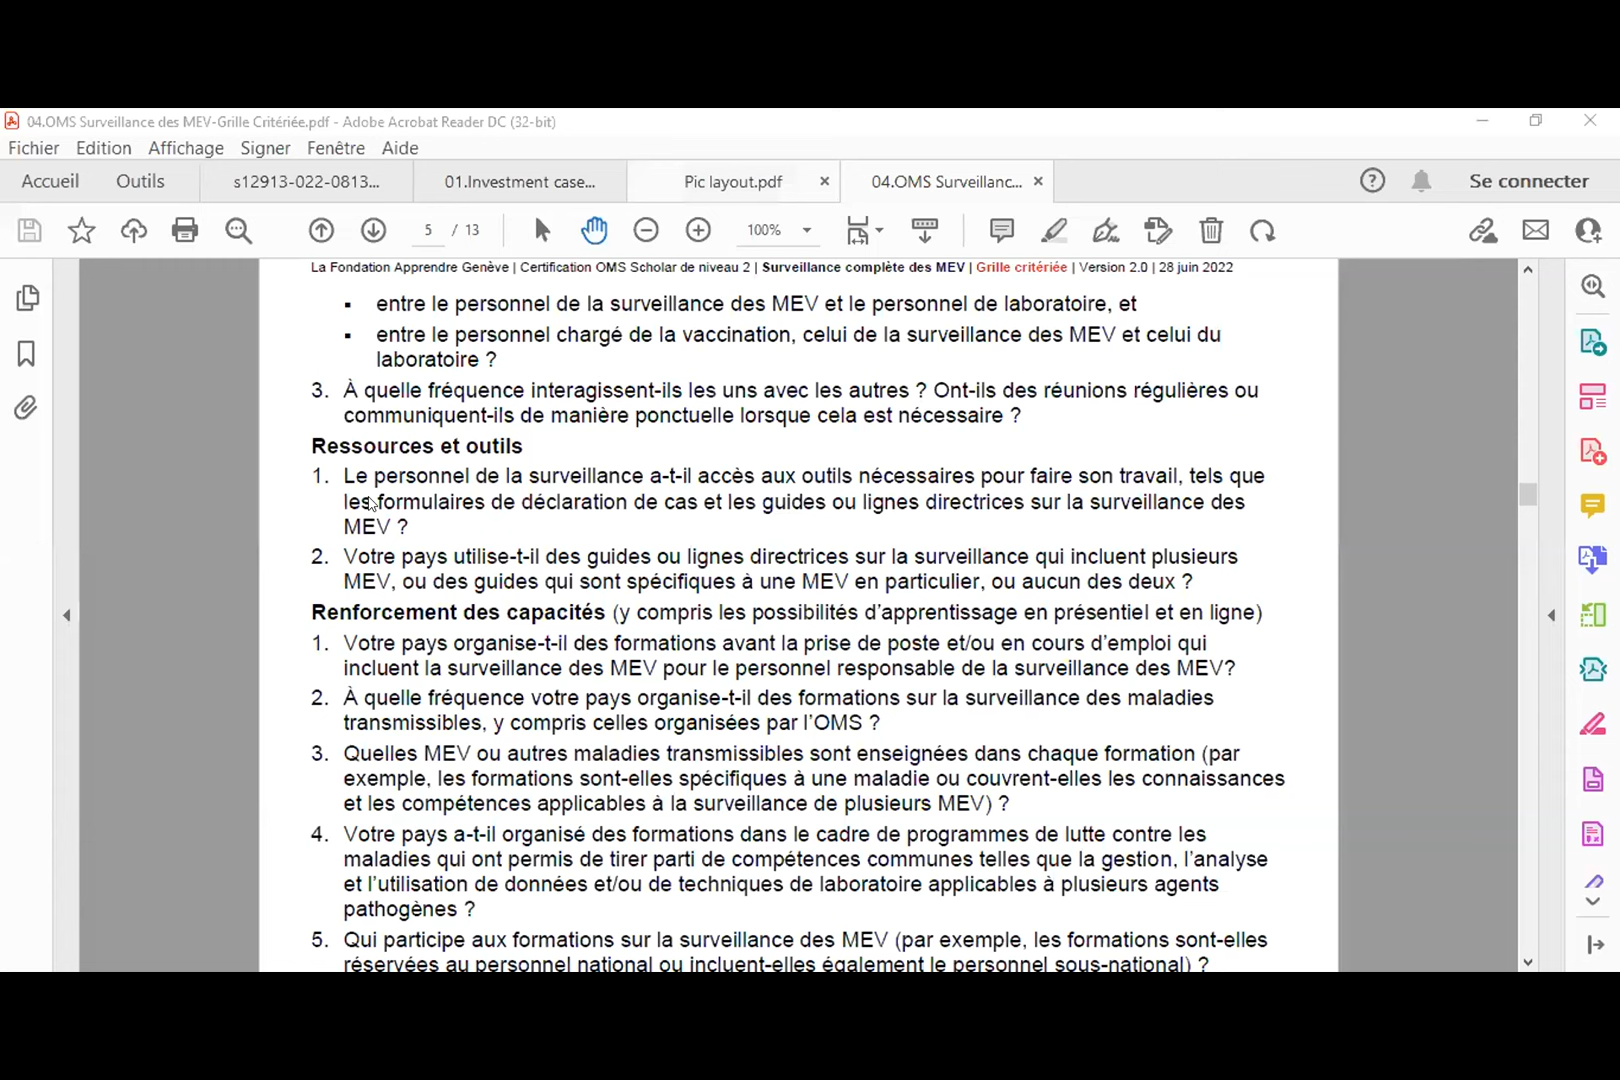 04.OMS Surveillance des MEV-Grille Critériée.pdf - Adobe Acrobat Reader DC (32-bit)
Fichier Edition Affichage Signer Fenêtre Aide
Accueil Outils s12913-022-0813... 01.Investment case... Pic layout.pdf 04.OMS Surveillanc... Se connecter
5 / 13 100%
La Fondation Apprendre Genève | Certification OMS Scholar de niveau 2 | Surveillance complète des MEV | Grille critériée | Version 2.0 | 28 juin 2022
▪ entre le personnel de la surveillance des MEV et le personnel de laboratoire, et
▪ entre le personnel chargé de la vaccination, celui de la surveillance des MEV et celui du
laboratoire ?
3. À quelle fréquence interagissent-ils les uns avec les autres ? Ont-ils des réunions régulières ou
communiquent-ils de manière ponctuelle lorsque cela est nécessaire ?
Ressources et outils
1. Le personnel de la surveillance a-t-il accès aux outils nécessaires pour faire son travail, tels que
les formulaires de déclaration de cas et les guides ou lignes directrices sur la surveillance des
MEV ?
2. Votre pays utilise-t-il des guides ou lignes directrices sur la surveillance qui incluent plusieurs
MEV, ou des guides qui sont spécifiques à une MEV en particulier, ou aucun des deux ?
Renforcement des capacités (y compris les possibilités d'apprentissage en présentiel et en ligne)
1. Votre pays organise-t-il des formations avant la prise de poste et/ou en cours d'emploi qui
incluent la surveillance des MEV pour le personnel responsable de la surveillance des MEV?
2. À quelle fréquence votre pays organise-t-il des formations sur la surveillance des maladies
transmissibles, y compris celles organisées par l'OMS ?
3. Quelles MEV ou autres maladies transmissibles sont enseignées dans chaque formation (par
exemple, les formations sont-elles spécifiques à une maladie ou couvrent-elles les connaissances
et les compétences applicables à la surveillance de plusieurs MEV) ?
4. Votre pays a-t-il organisé des formations dans le cadre de programmes de lutte contre les
maladies qui ont permis de tirer parti de compétences communes telles que la gestion, l'analyse
et l'utilisation de données et/ou de techniques de laboratoire applicables à plusieurs agents
pathogènes ?
5. Qui participe aux formations sur la surveillance des MEV (par exemple, les formations sont-elles
réservées au personnel national ou incluent-elles également le personnel sous-national) ?